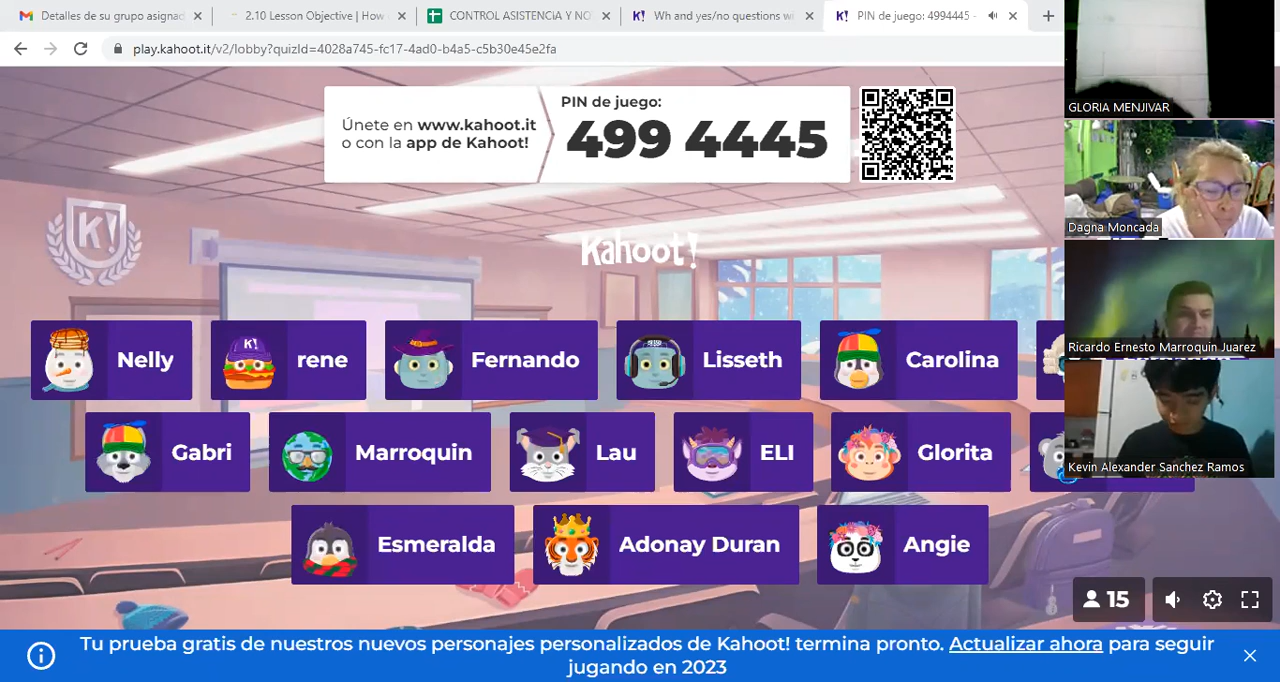 Detalles de su grupo asignad
2.10 Lesson Objective | How
CONTROL ASISTENCIA Y NO
Wh and yes/no questions wi
PIN de juego: 4994445 -
play.kahoot.it/v2/lobby?quizId=4028a745-fc17-4ad0-b4a5-c5b30e45e2fa
Únete en www.kahoot.it
o con la app de Kahoot!
PIN de juego:
499 4445
GLORIA MENJIVAR
Dagna Moncada
Ricardo Ernesto Marroquin Juarez
Kevin Alexander Sanchez Ramos
K!
Kahoot!
K!
Nelly
rene
Fernando
Lisseth
Carolina
Gabri
Marroquin
Lau
ELI
Glorita
Esmeralda
Adonay Duran
Angie
15
Tu prueba gratis de nuestros nuevos personajes personalizados de Kahoot! termina pronto. Actualizar ahora para seguir
jugando en 2023